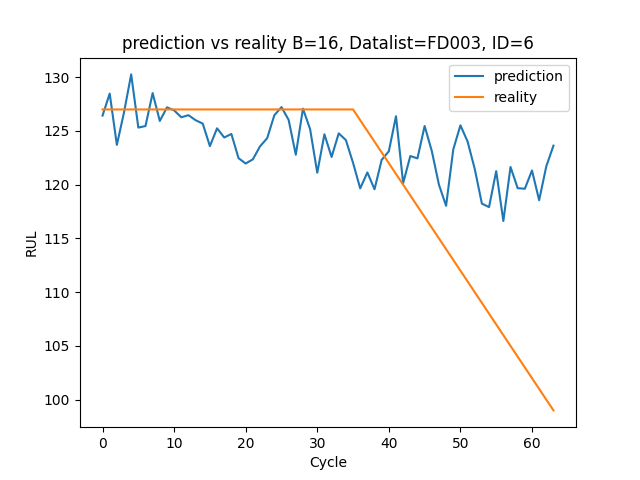 prediction vs reality B=16, Datalist=FD003, ID=6
prediction
reality
RUL
130
125
120
115
110
105
100
0 10 20 30 40 50 60
Cycle